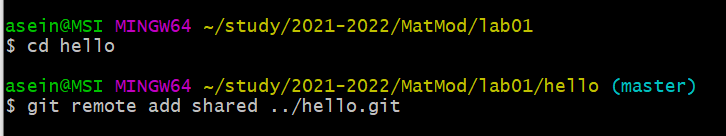 asein@MSI MINGW64 ~/study/2021-2022/MatMod/lab01
$ cd hello
asein@MSI MINGW64 ~/study/2021-2022/MatMod/lab01/hello (master)
$ git remote add shared ../hello.git